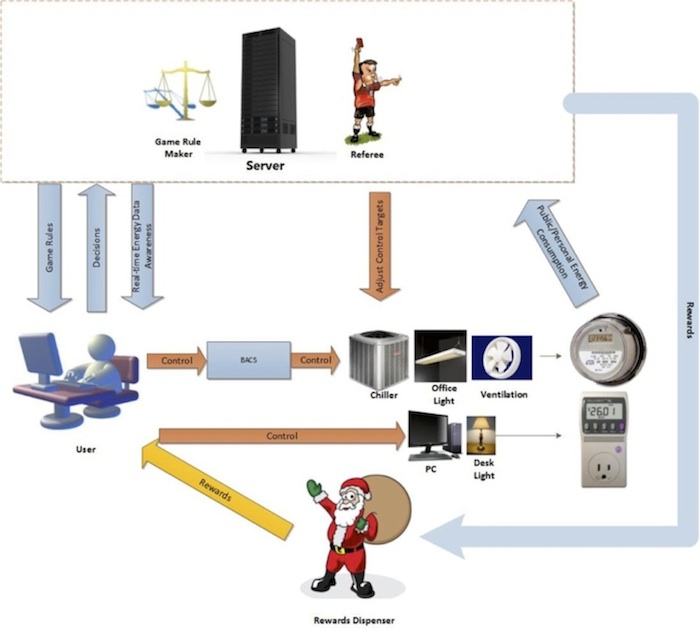 Game Rule
Maker
Server
Referee
Game Rules
Decisions
Real-time Energy Data
Awareness
Adjust Control Targets
Public/Personal Energy
Consumption
Rewards
Control
BACS
Control
Chiller
Office
Light
Ventilation
User
Control
PC
Desk
Light
12601
Rewards
Rewards Dispenser